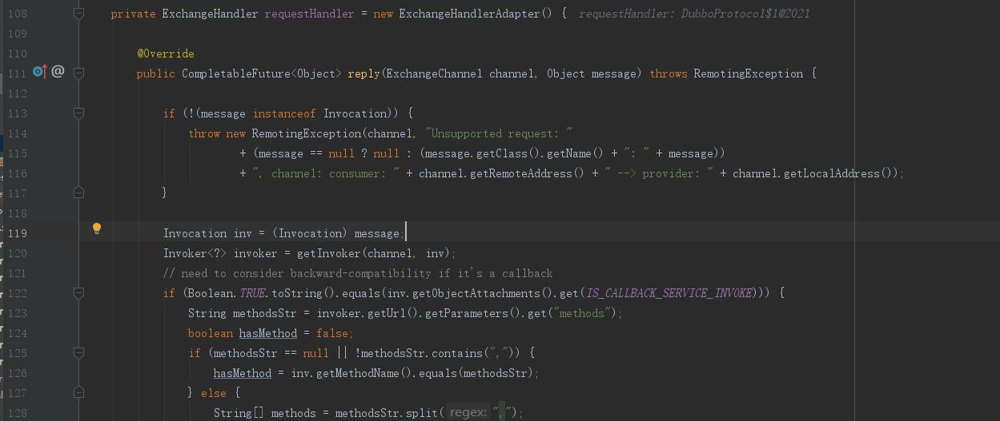 108 private ExchangeHandler requestHandler = new ExchangeHandlerAdapter() { requestHandler: DubboProtocol$1@2021
109
110 @Override
111 @ public CompletableFuture<Object> reply(ExchangeChannel channel, Object message) throws RemotingException {
112
113 if (!(message instanceof Invocation)) {
114 throw new RemotingException(channel, "Unsupported request: "
115 + (message == null ? null : (message.getClass().getName() + ": " + message))
116 + ", channel: consumer: " + channel.getRemoteAddress() + " --> provider: " + channel.getLocalAddress());
117 }
118
119 Invocation inv = (Invocation) message;
120 Invoker<?> invoker = getInvoker(channel, inv);
121 // need to consider backward-compatibility if it's a callback
122 if (Boolean.TRUE.toString().equals(inv.getObjectAttachments().get(IS_CALLBACK_SERVICE_INVOKE))) {
123 String methodsStr = invoker.getUrl().getParameters().get("methods");
124 boolean hasMethod = false;
125 if (methodsStr == null || !methodsStr.contains(",")) {
126 hasMethod = inv.getMethodName().equals(methodsStr);
127 } else {
128 String[] methods = methodsStr.split( regex: ",");